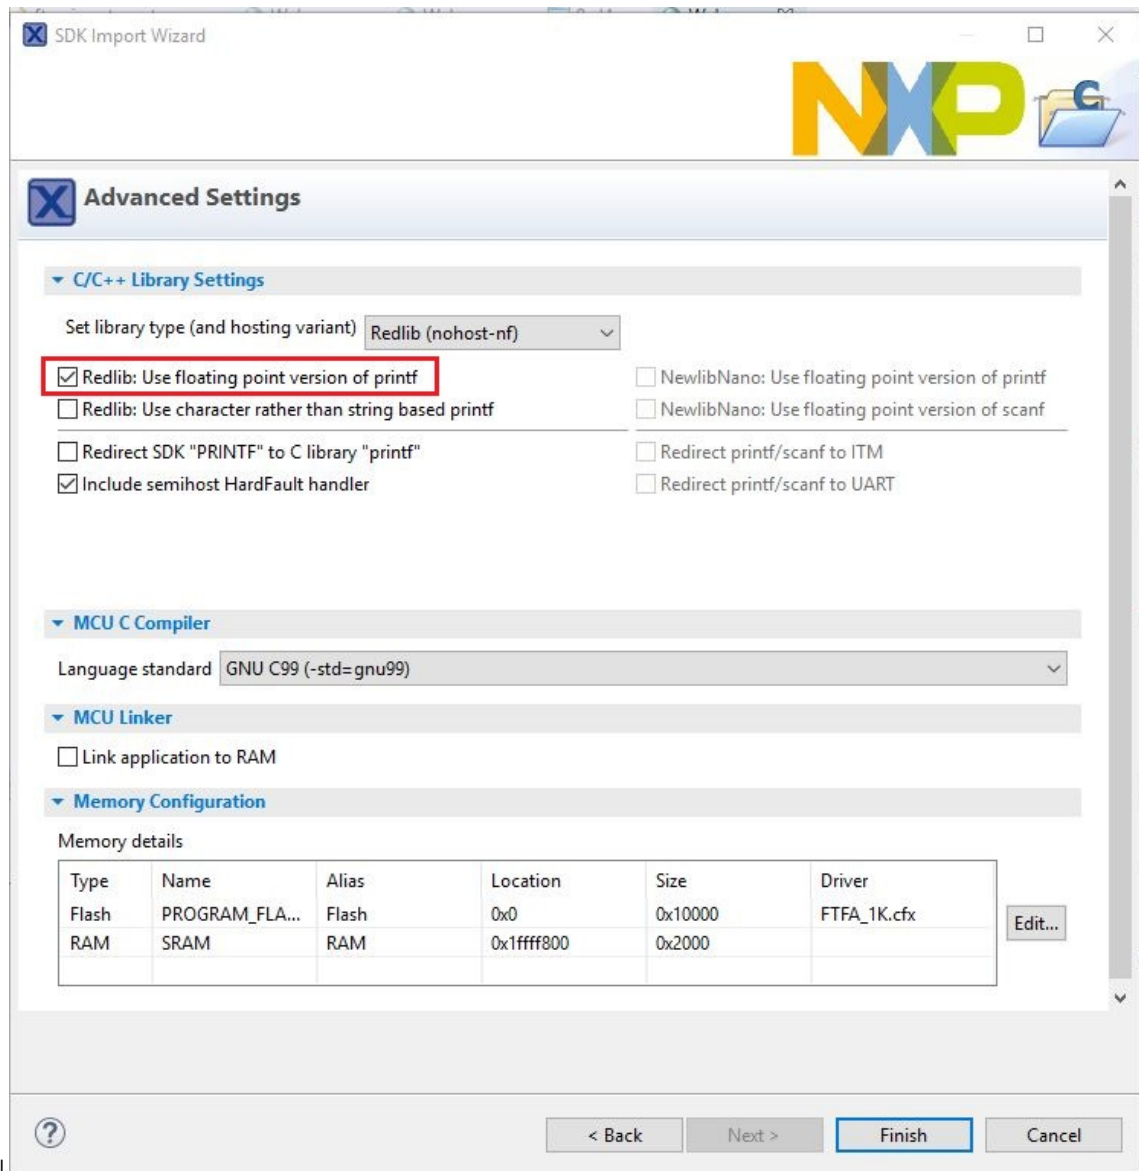 SDK Import Wizard
NXP
C
Advanced Settings
C/C++ Library Settings
Set library type (and hosting variant) Redlib (nohost-nf)
Redlib: Use floating point version of printf NewlibNano: Use floating point version of printf
Redlib: Use character rather than string based printf NewlibNano: Use floating point version of scanf
Redirect SDK "PRINTF" to C library "printf" Redirect printf/scanf to ITM
Include semihost HardFault handler Redirect printf/scanf to UART
MCU C Compiler
Language standard GNU C99 (-std=gnu99)
MCU Linker
Link application to RAM
Memory Configuration
Memory details
Type Name Alias Location Size Driver
Flash PROGRAM_FLA... Flash 0x0 0x10000 FTFA_1K.cfx
RAM SRAM RAM 0x1ffff800 0x2000
Edit...
? < Back Next > Finish Cancel